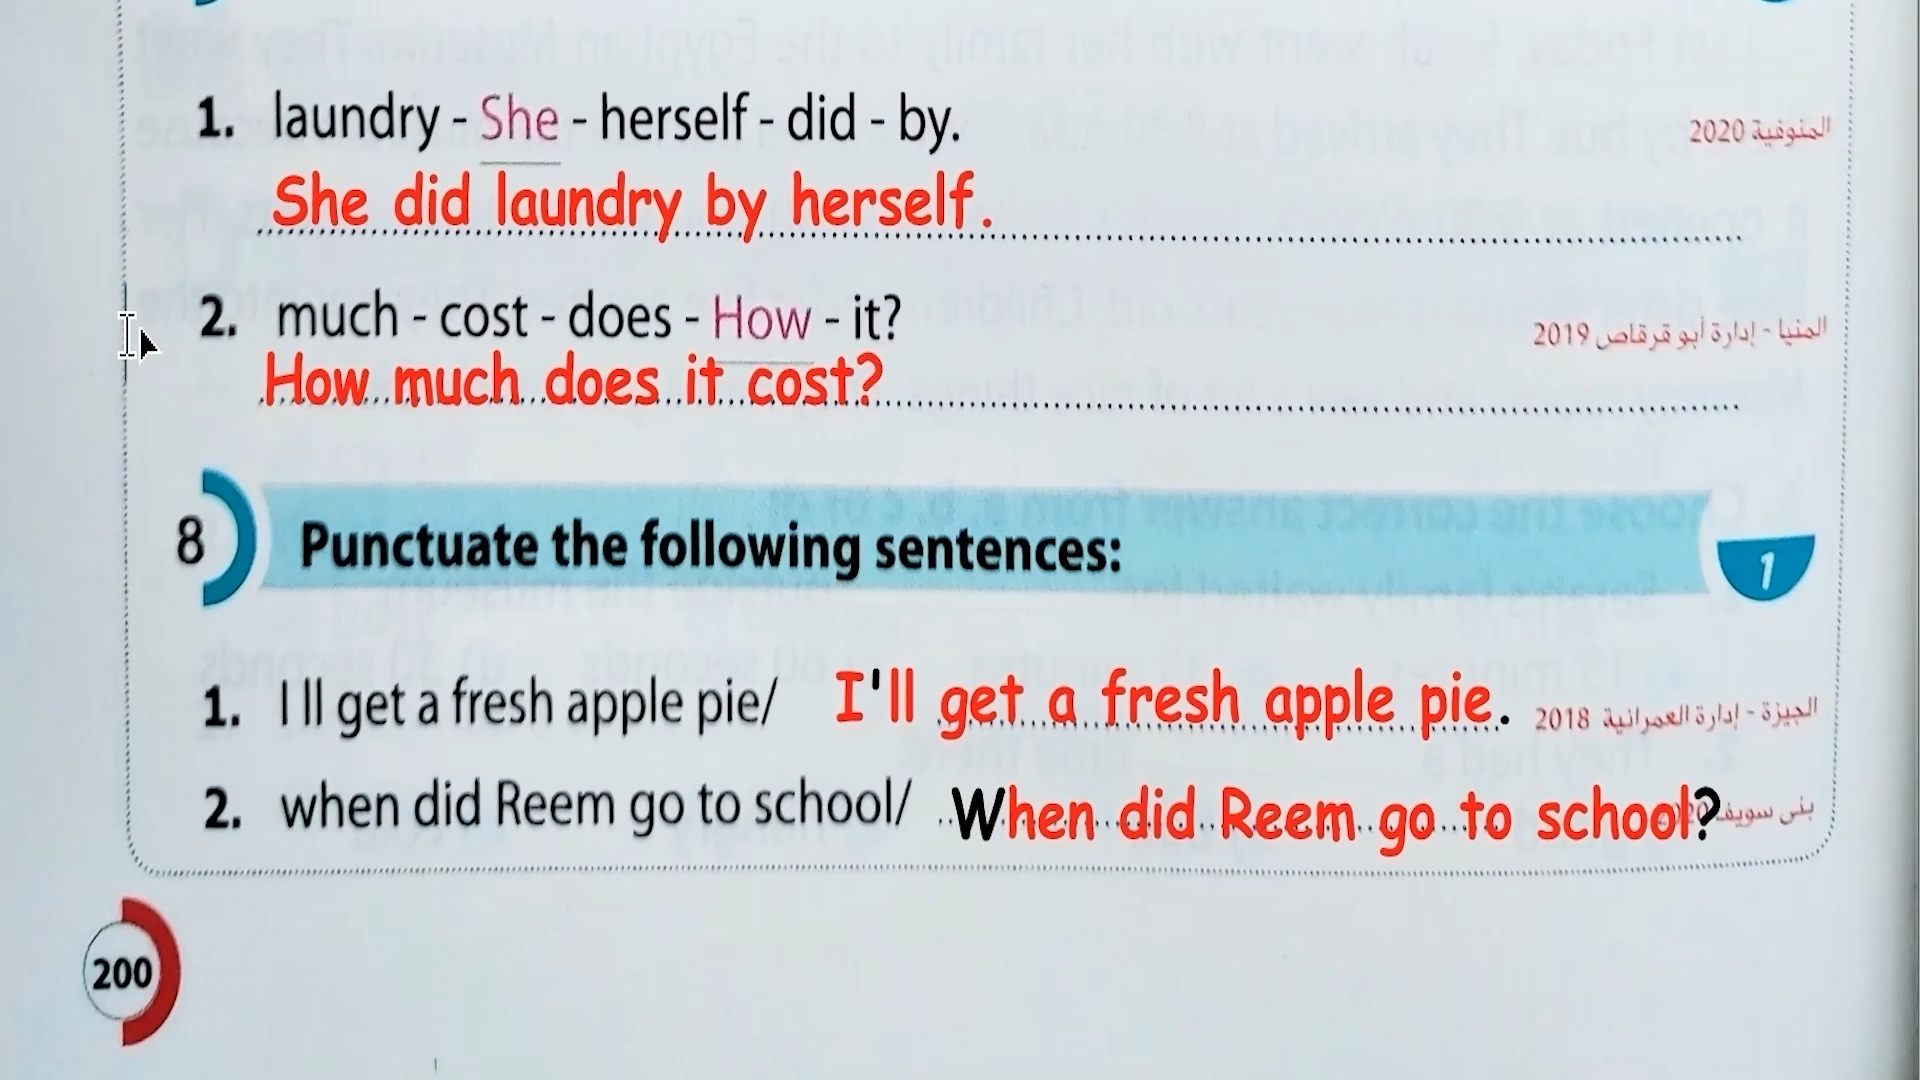 1. laundry - She - herself - did - by. المنوفية 2020
She did laundry by herself.
2. much - cost - does - How - it? المنيا - إدارة أبو قرقاص 2019
How much does it cost?
8 Punctuate the following sentences: 1
1. I ll get a fresh apple pie/ I'll get a fresh apple pie. الجيزة - إدارة العمرانية 2018
2. when did Reem go to school/ When did Reem go to school? بنى سويف
200